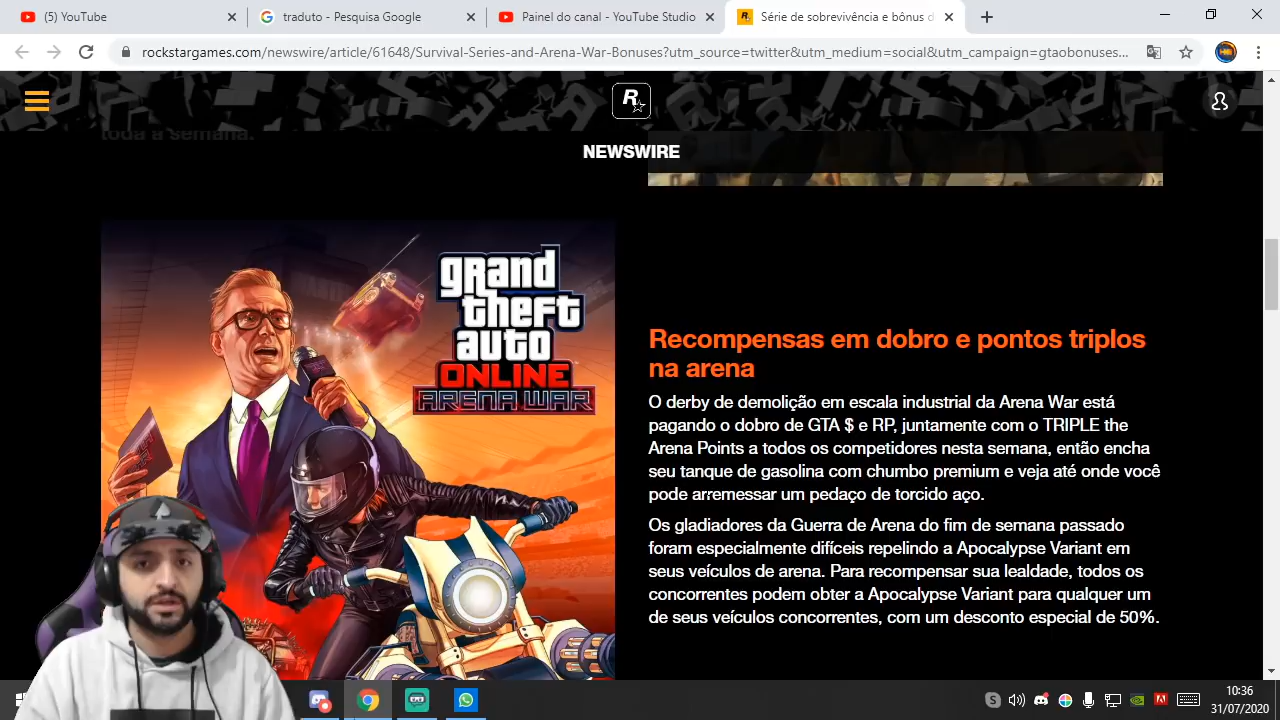 (5) YouTube
traduto - Pesquisa Google
Painel do canal - YouTube Studio
Série de sobrevivência e bônus d
rockstargames.com/newswire/article/61648/Survival-Series-and-Arena-War-Bonuses?utm_source=twitter&utm_medium=social&utm_campaign=gtaobonuses...
R
toda a semana.
NEWSWIRE
grand
theft
auto
ONLINE
ARENA WAR
Recompensas em dobro e pontos triplos
na arena
O derby de demolição em escala industrial da Arena War está
pagando o dobro de GTA $ e RP, juntamente com o TRIPLE the
Arena Points a todos os competidores nesta semana, então encha
seu tanque de gasolina com chumbo premium e veja até onde você
pode arremessar um pedaço de torcido aço.
Os gladiadores da Guerra de Arena do fim de semana passado
foram especialmente difíceis repelindo a Apocalypse Variant em
seus veículos de arena. Para recompensar sua lealdade, todos os
concorrentes podem obter a Apocalypse Variant para qualquer um
de seus veículos concorrentes, com um desconto especial de 50%.
10:36
31/07/2020